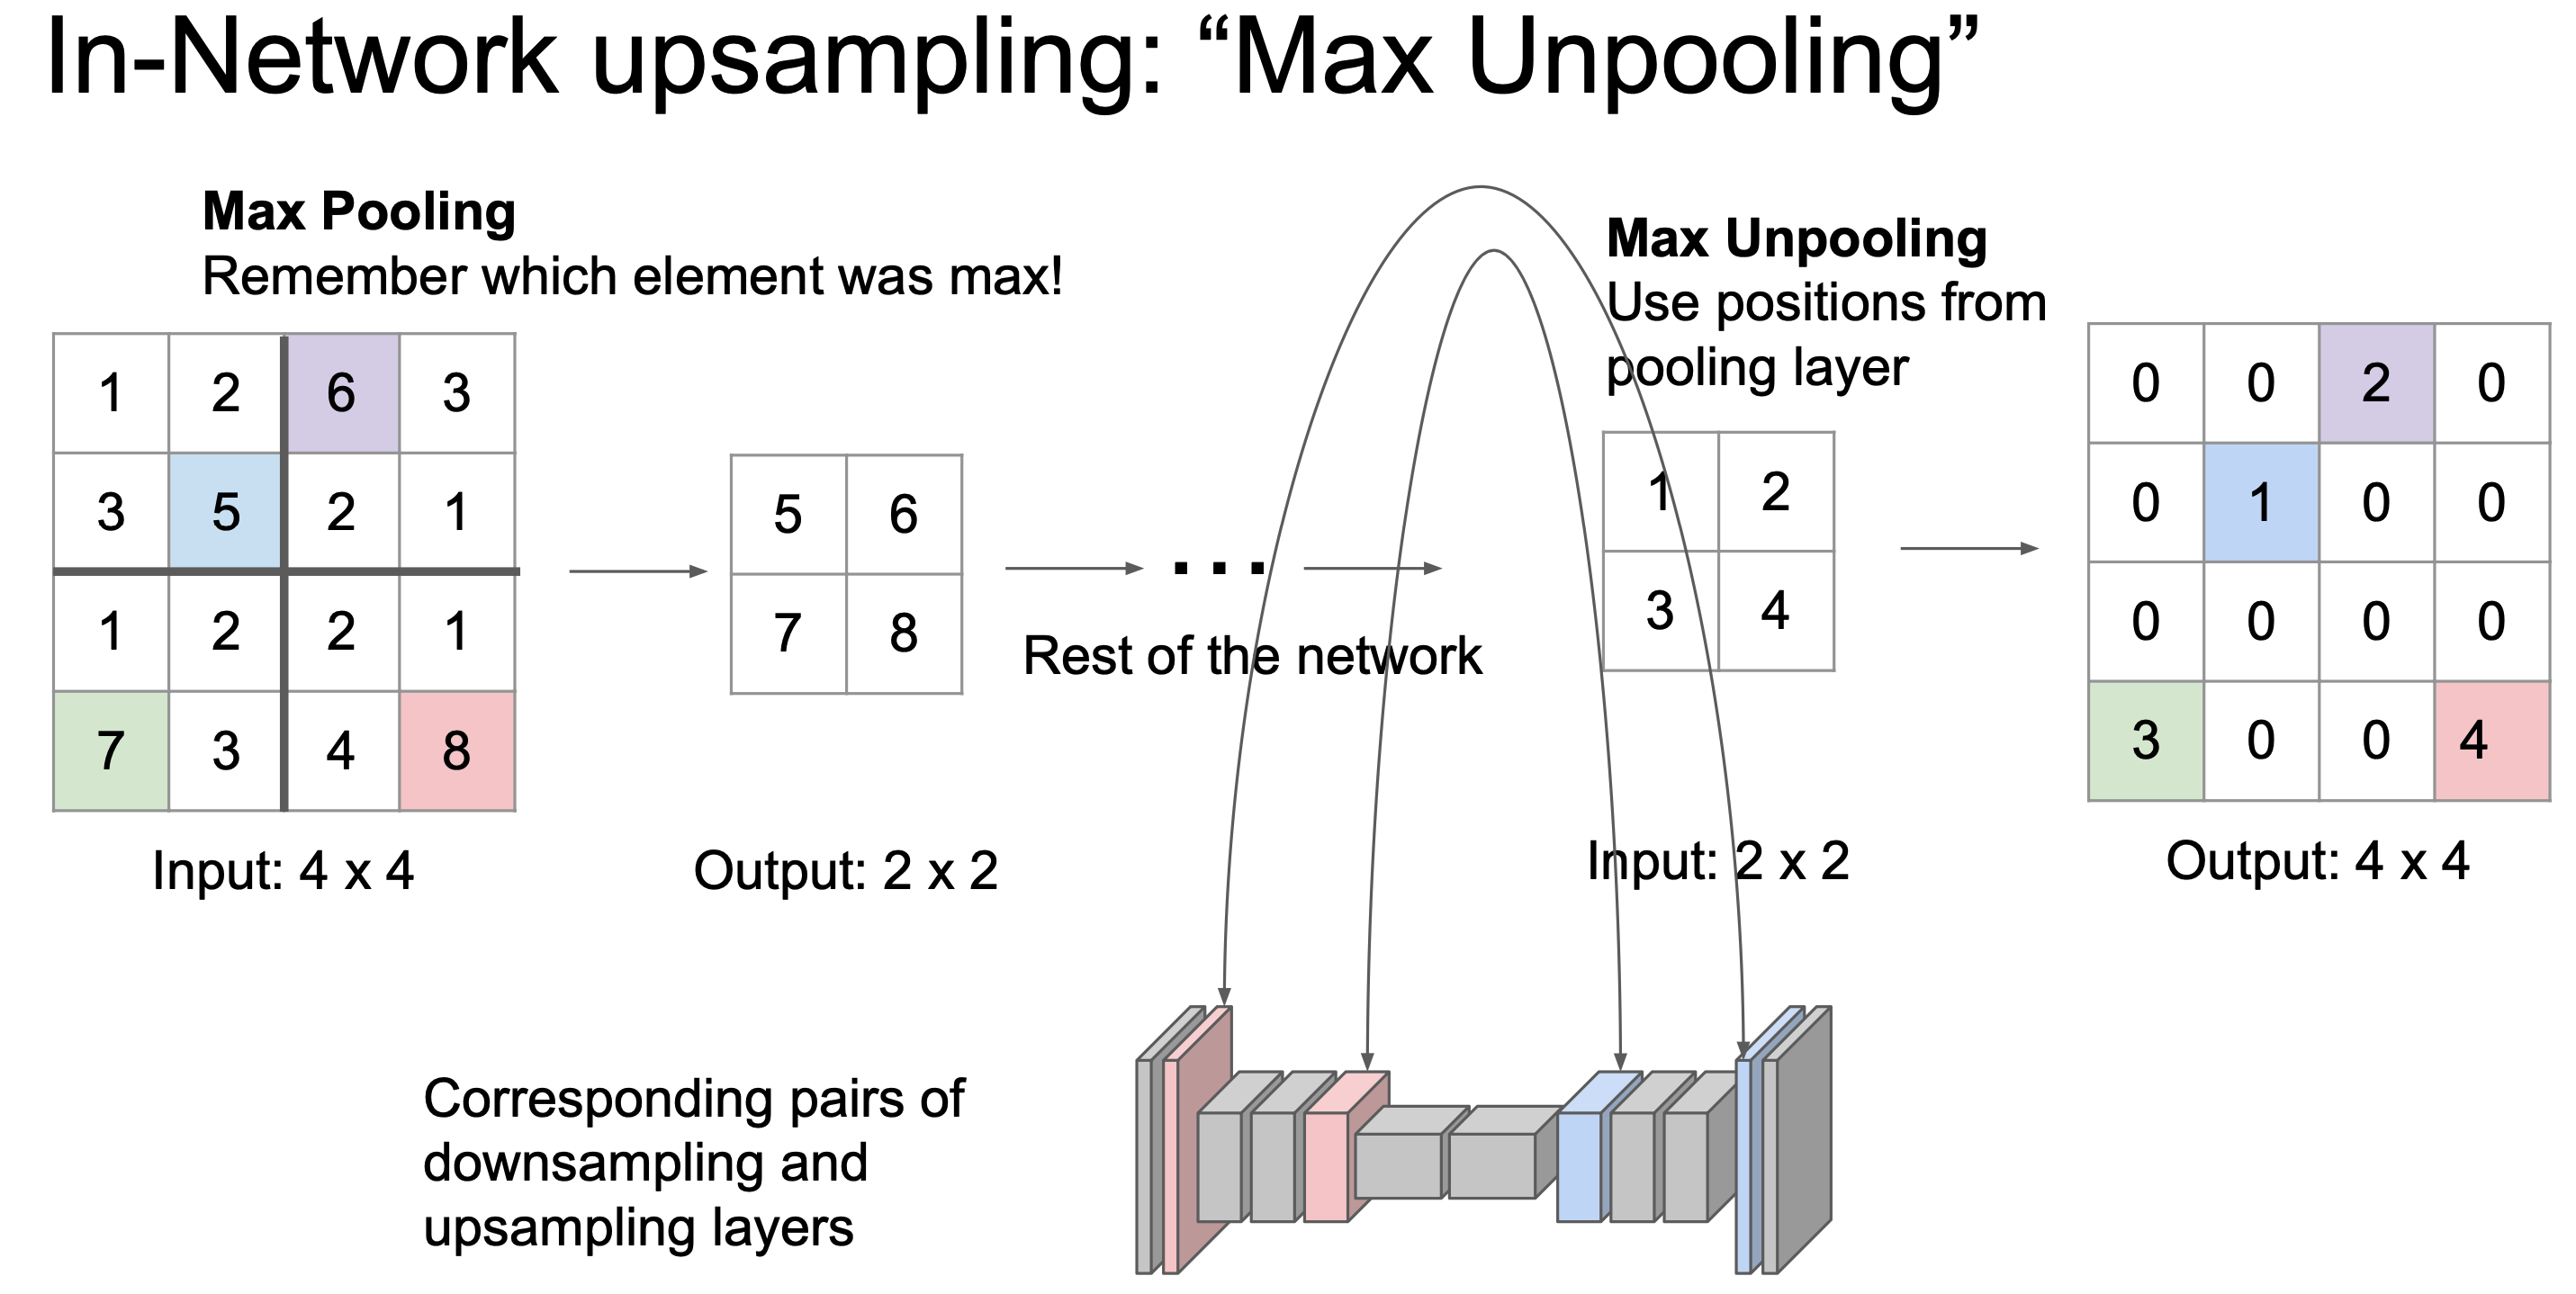 In-Network upsampling: “Max Unpooling”
Max Pooling
Remember which element was max!
1 2 6 3
3 5 2 1
1 2 2 1
7 3 4 8
Input: 4 x 4
5 6
7 8
Output: 2 x 2
...
Rest of the network
Max Unpooling
Use positions from
pooling layer
1 2
3 4
Input: 2 x 2
0 0 2 0
0 1 0 0
0 0 0 0
3 0 0 4
Output: 4 x 4
Corresponding pairs of
downsampling and
upsampling layers